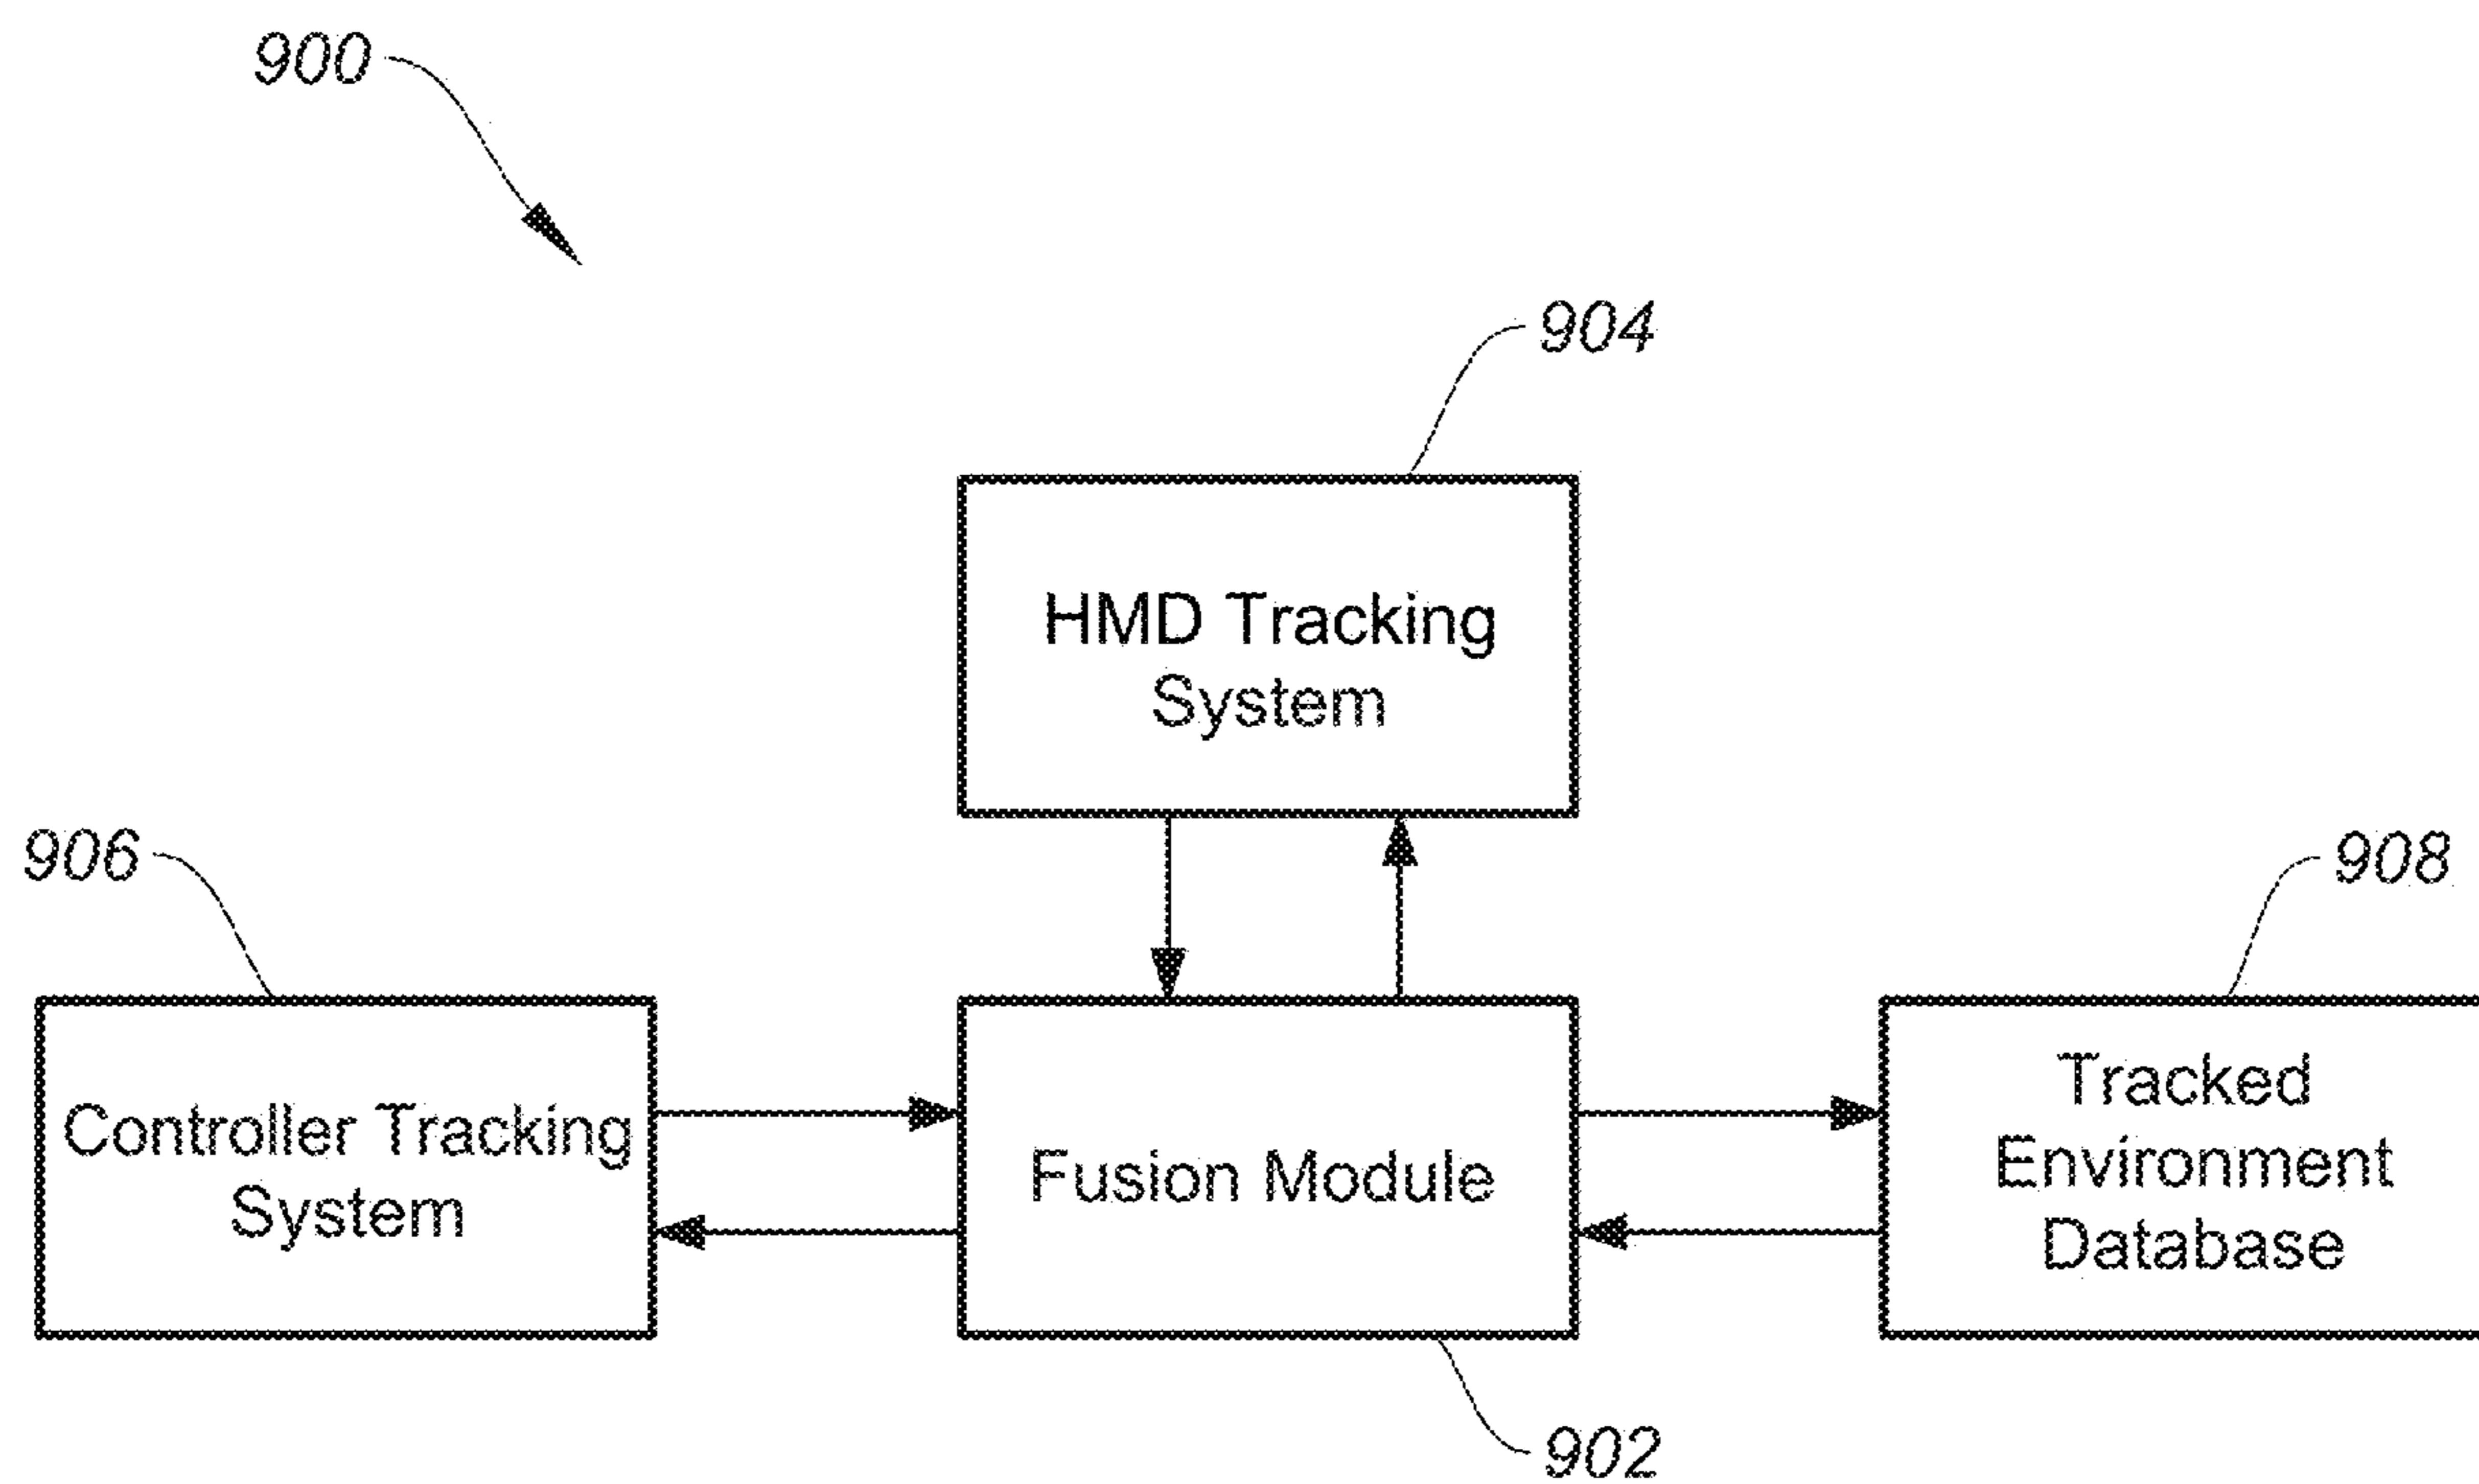 900
904
HMD Tracking
System
906
908
Controller Tracking
System
Fusion Module
Tracked
Environment
Database
902